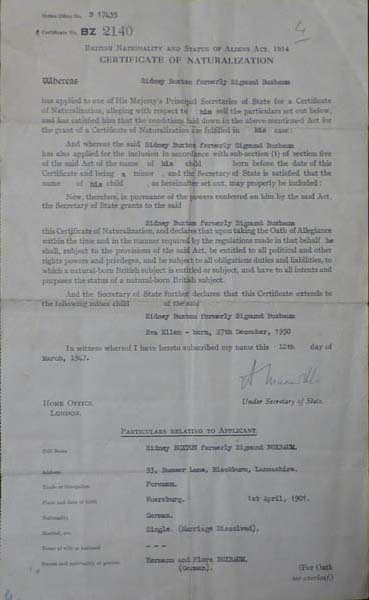 Home Office No. B 17435
Certificate No. BZ 2140
4
BRITISH NATIONALITY AND STATUS OF ALIENS ACT, 1914
CERTIFICATE OF NATURALIZATION
Whereas Sidney Buxton formerly Sigmund Buxbaum
has applied to one of His Majesty's Principal Secretaries of State for a Certificate
of Naturalization, alleging with respect to him self the particulars set out below,
and has satisfied him that the conditions laid down in the above-mentioned Act for
the grant of a Certificate of Naturalization are fulfilled in his case:
And whereas the said Sidney Buxton formerly Sigmund Buxbaum
has also applied for the inclusion in accordance with sub-section (1) of section five
of the said Act of the name of his child born before the date of this
Certificate and being a minor, and the Secretary of State is satisfied that the
name of his child, as hereinafter set out, may properly be included:
Now, therefore, in pursuance of the powers conferred on him by the said Act,
the Secretary of State grants to the said
Sidney Buxton formerly Sigmund Buxbaum
this Certificate of Naturalization, and declares that upon taking the Oath of Allegiance
within the time and in the manner required by the regulations made in that behalf he
shall, subject to the provisions of the said Act, be entitled to all political and other
rights powers and privileges, and be subject to all obligations duties and liabilities, to
which a natural-born British subject is entitled or subject, and have to all intents and
purposes the status of a natural-born British subject.
And the Secretary of State further declares that this Certificate extends to
the following minor child of the said
Sidney Buxton formerly Sigmund Buxbaum
Eva Ellen - born, 27th December, 1930
In witness whereof I have hereto subscribed my name this 12th day of
March, 1947.
HOME OFFICE,
LONDON.
Under Secretary of State.
PARTICULARS RELATING TO APPLICANT.
Full Name Sidney BUXTON formerly Sigmund BUXBAUM.
Address 93, Lane, Blackburn, Lancashire.
Trade or Occupation Foreman.
Place and date of birth Wuerzburg. 1st April, 1901.
Nationality German.
Married, etc. Single. (Marriage Dissolved).
Name of wife or husband - - -
Names and nationality of parents Hermann and Flora BUXBAUM.
(German).
(For Oath
see overleaf.)